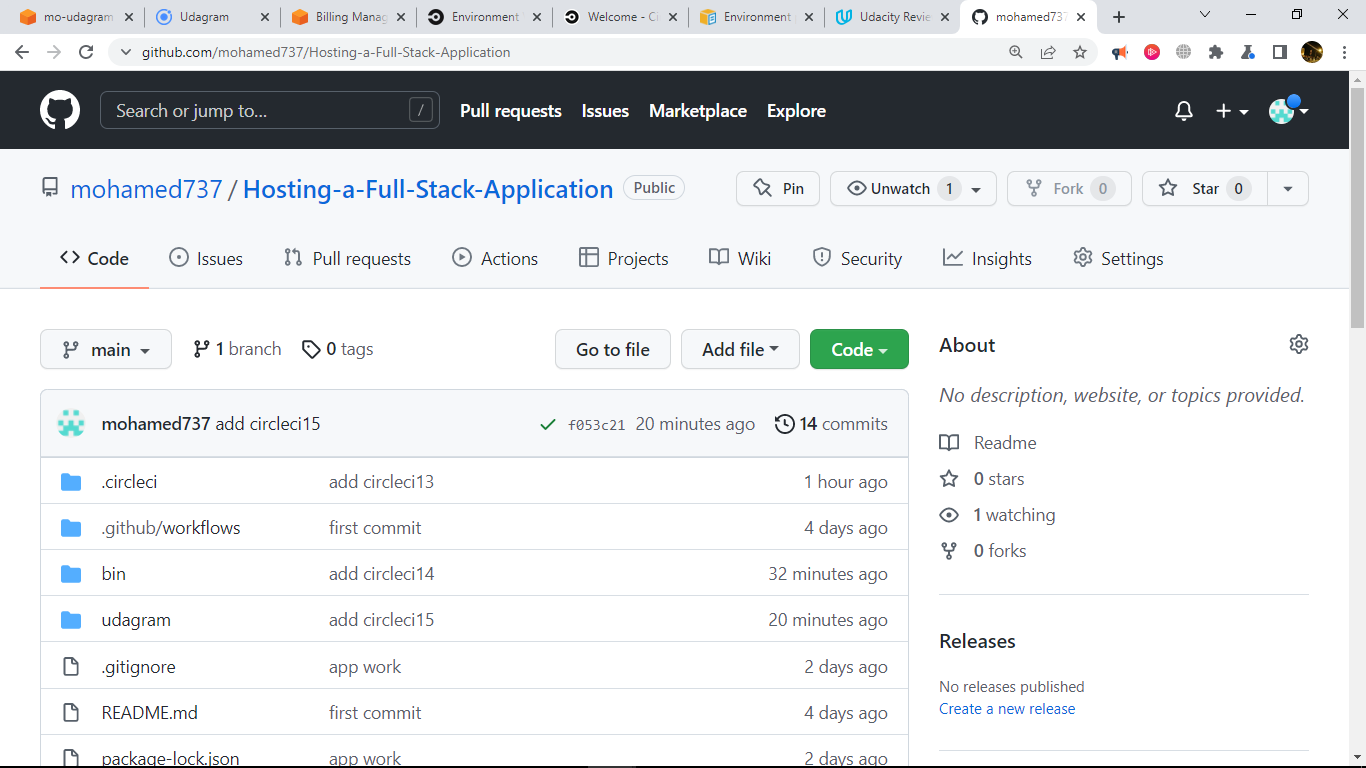 mo-udagram
Udagram
Billing Manag
Environment
Welcome - Ci
Environment
Udacity Revie
mohamed737
github.com/mohamed737/Hosting-a-Full-Stack-Application
Search or jump to...
/
Pull requests
Issues
Marketplace
Explore
mohamed737 / Hosting-a-Full-Stack-Application
Public
Pin
Unwatch 1
Fork 0
Star 0
Code
Issues
Pull requests
Actions
Projects
Wiki
Security
Insights
Settings
main
1 branch
0 tags
Go to file
Add file
Code
mohamed737 add circleci15
f053c21 20 minutes ago
14 commits
.circleci add circleci13 1 hour ago
.github/workflows first commit 4 days ago
bin add circleci14 32 minutes ago
udagram add circleci15 20 minutes ago
.gitignore app work 2 days ago
README.md first commit 4 days ago
package-lock.json app work 2 days ago
About
No description, website, or topics provided.
Readme
0 stars
1 watching
0 forks
Releases
No releases published
Create a new release